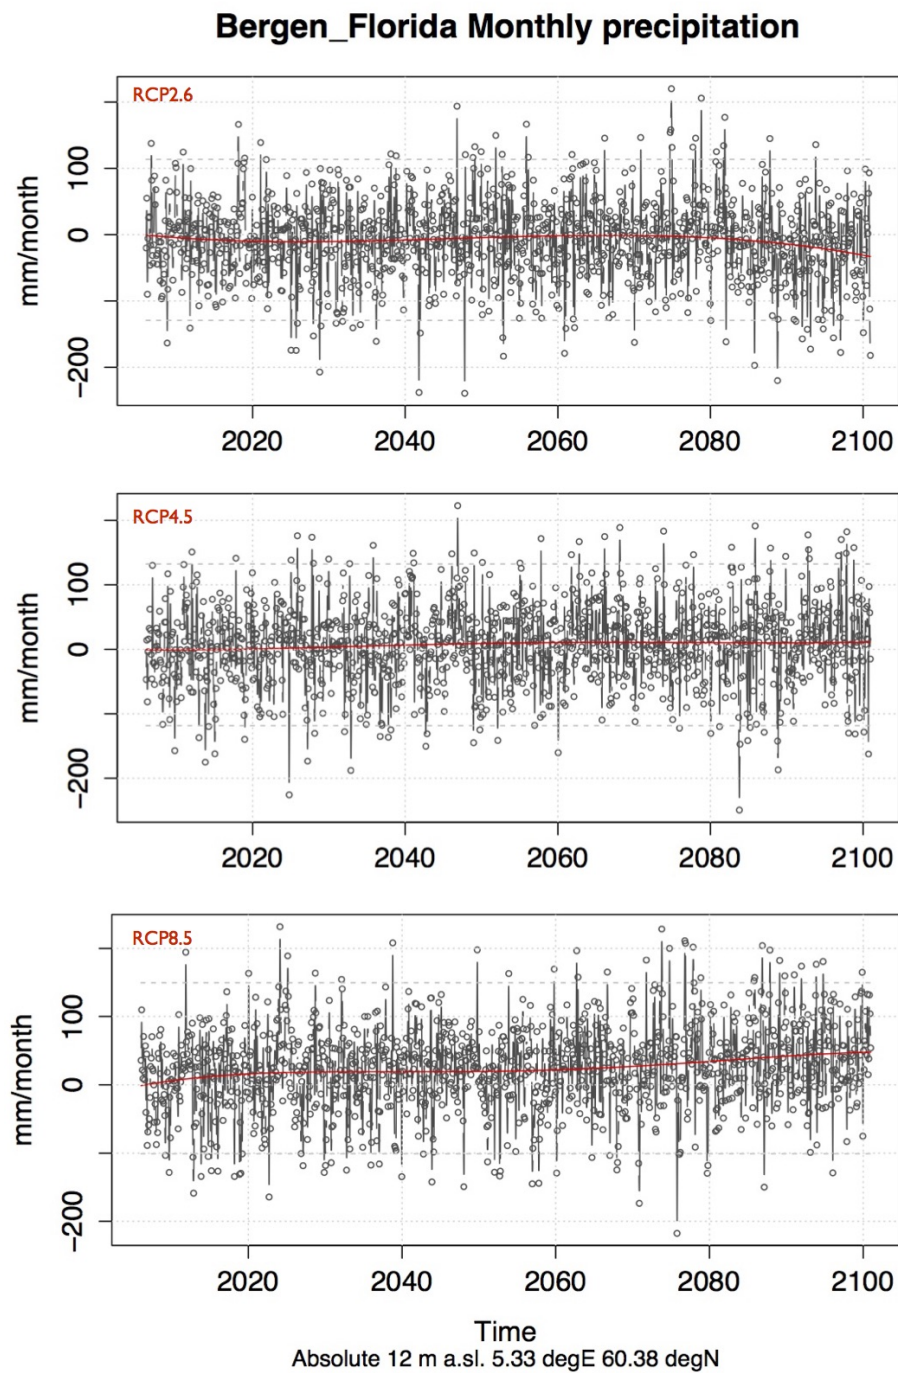 Bergen_Florida Monthly precipitation
RCP2.6
mm/month
100
0
−200
2020 2040 2060 2080 2100
RCP4.5
mm/month
100
0
−200
2020 2040 2060 2080 2100
RCP8.5
mm/month
100
0
−200
2020 2040 2060 2080 2100
Time
Absolute 12 m a.sl. 5.33 degE 60.38 degN